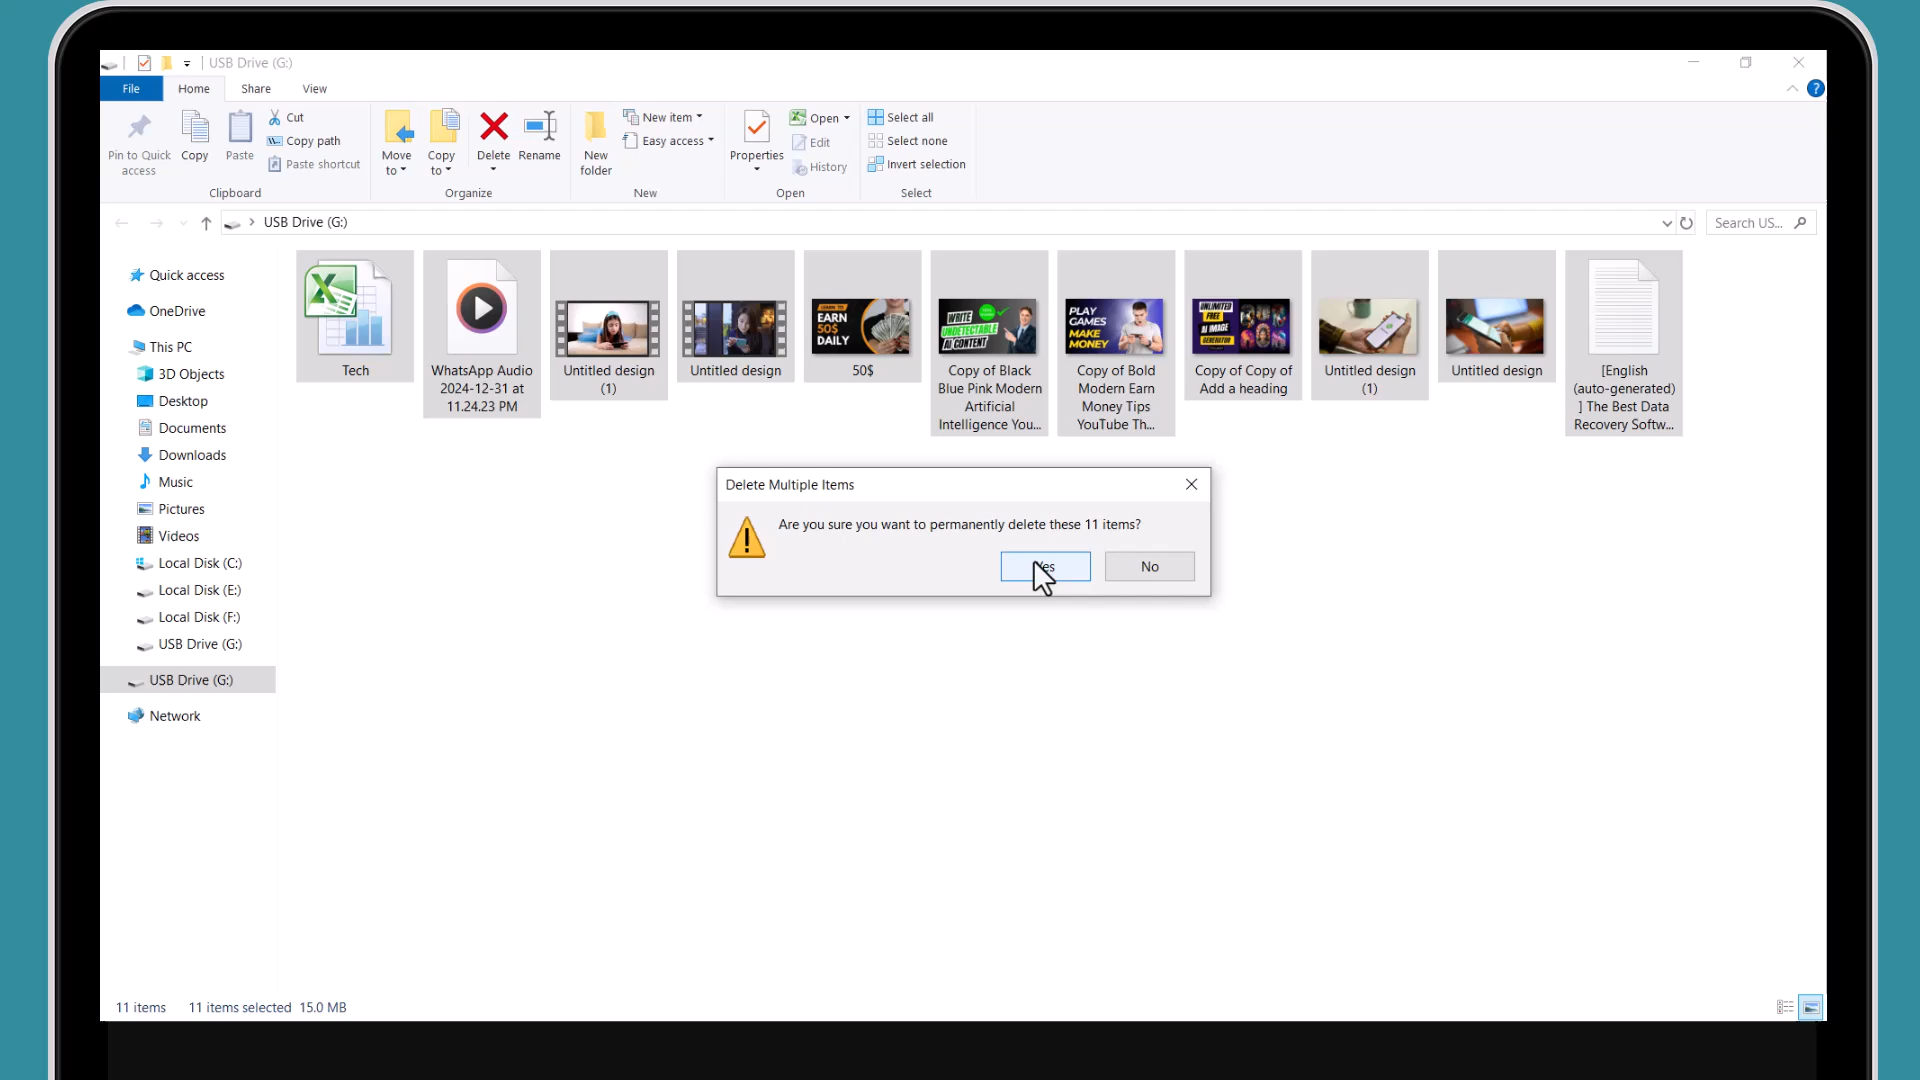 USB Drive (G:)
File Home Share View
Pin to Quick access
Copy
Paste
Cut
Copy path
Paste shortcut
Clipboard
Move to
Copy to
Delete
Rename
Organize
New folder
New item
Easy access
New
Properties
Open
Edit
History
Open
Select all
Select none
Invert selection
Select
USB Drive (G:)
Search US...
Quick access
OneDrive
This PC
3D Objects
Desktop
Documents
Downloads
Music
Pictures
Videos
Local Disk (C:)
Local Disk (E:)
Local Disk (F:)
USB Drive (G:)
USB Drive (G:)
Network
Tech
WhatsApp Audio
2024-12-31 at
11.24.23 PM
Untitled design
(1)
Untitled design
EARN
50$
DAILY
50$
WRITE
UNDETECTABLE
AI CONTENT
Copy of Black
Blue Pink Modern
Artificial
Intelligence You...
PLAY
GAMES
MAKE
MONEY
Copy of Bold
Modern Earn
Money Tips
YouTube Th...
UNLIMITED
FREE
AI IMAGE
GENERATOR
Copy of Copy of
Add a heading
Untitled design
(1)
Untitled design
[English
(auto-generated)
] The Best Data
Recovery Softw...
Delete Multiple Items
Are you sure you want to permanently delete these 11 items?
Yes
No
11 items 11 items selected 15.0 MB